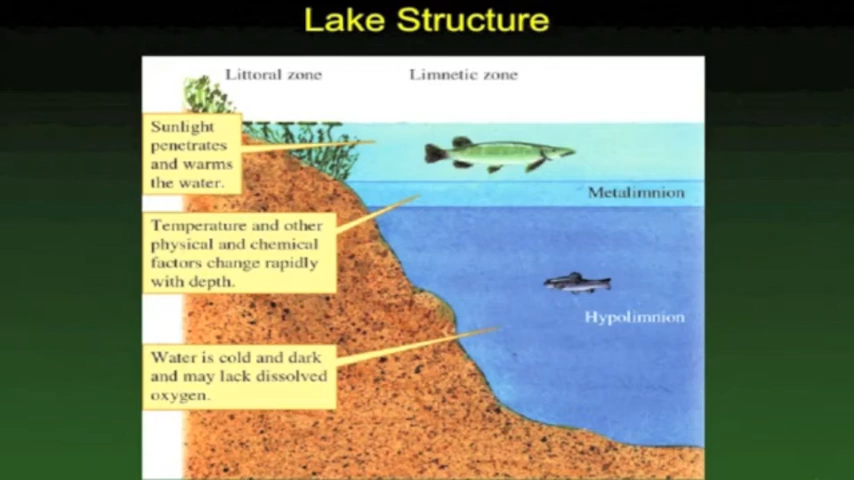 Lake Structure
Littoral zone
Limnetic zone
Sunlight
penetrates
and warms
the water.
Metalimnion
Temperature and other
physical and chemical
factors change rapidly
with depth.
Hypolimnion
Water is cold and dark
and may lack dissolved
oxygen.